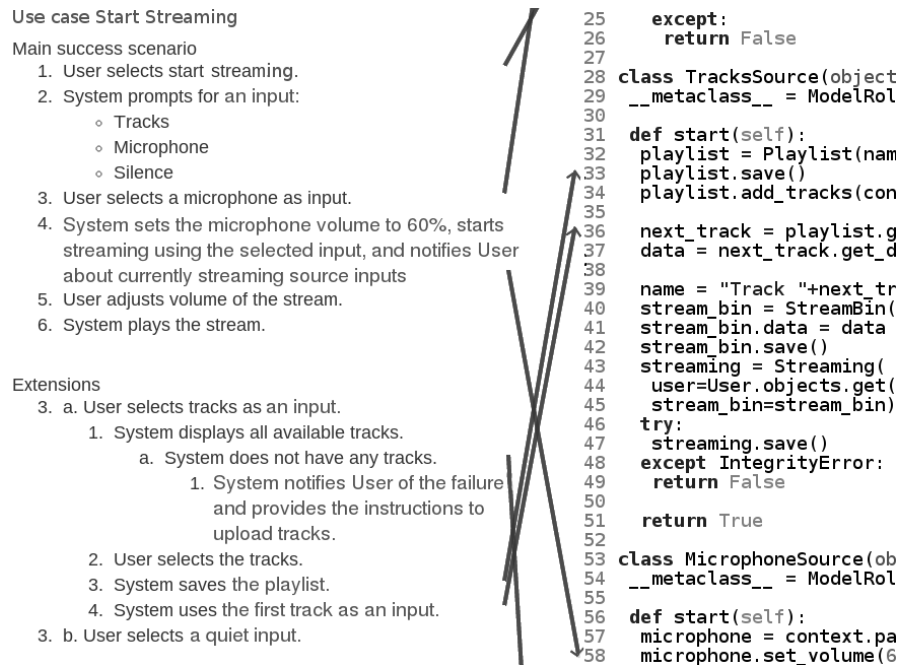 Use case Start Streaming
Main success scenario
1. User selects start streaming.
2. System prompts for an input:
◦ Tracks
◦ Microphone
◦ Silence
3. User selects a microphone as input.
4. System sets the microphone volume to 60%, starts
streaming using the selected input, and notifies User
about currently streaming source inputs
5. User adjusts volume of the stream.
6. System plays the stream.
Extensions
3. a. User selects tracks as an input.
1. System displays all available tracks.
a. System does not have any tracks.
1. System notifies User of the failure
and provides the instructions to
upload tracks.
2. User selects the tracks.
3. System saves the playlist.
4. System uses the first track as an input.
3. b. User selects a quiet input.
25 except:
26 return False
27
28 class TracksSource(object
29 __metaclass__ = ModelRol
30
31 def start(self):
32 playlist = Playlist(nam
33 playlist.save()
34 playlist.add_tracks(con
35
36 next_track = playlist.g
37 data = next_track.get_d
38
39 name = "Track "+next_tr
40 stream_bin = StreamBin(
41 stream_bin.data = data
42 stream_bin.save()
43 streaming = Streaming(
44 user=User.objects.get(
45 stream_bin=stream_bin)
46 try:
47 streaming.save()
48 except IntegrityError:
49 return False
50
51 return True
52
53 class MicrophoneSource(ob
54 __metaclass__ = ModelRol
55
56 def start(self):
57 microphone = context.pa
58 microphone.set_volume(6